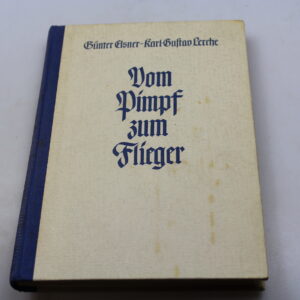 Günter Elsner-Karl Gustav Lerche
Vom
Pimpf
zum
Flieger